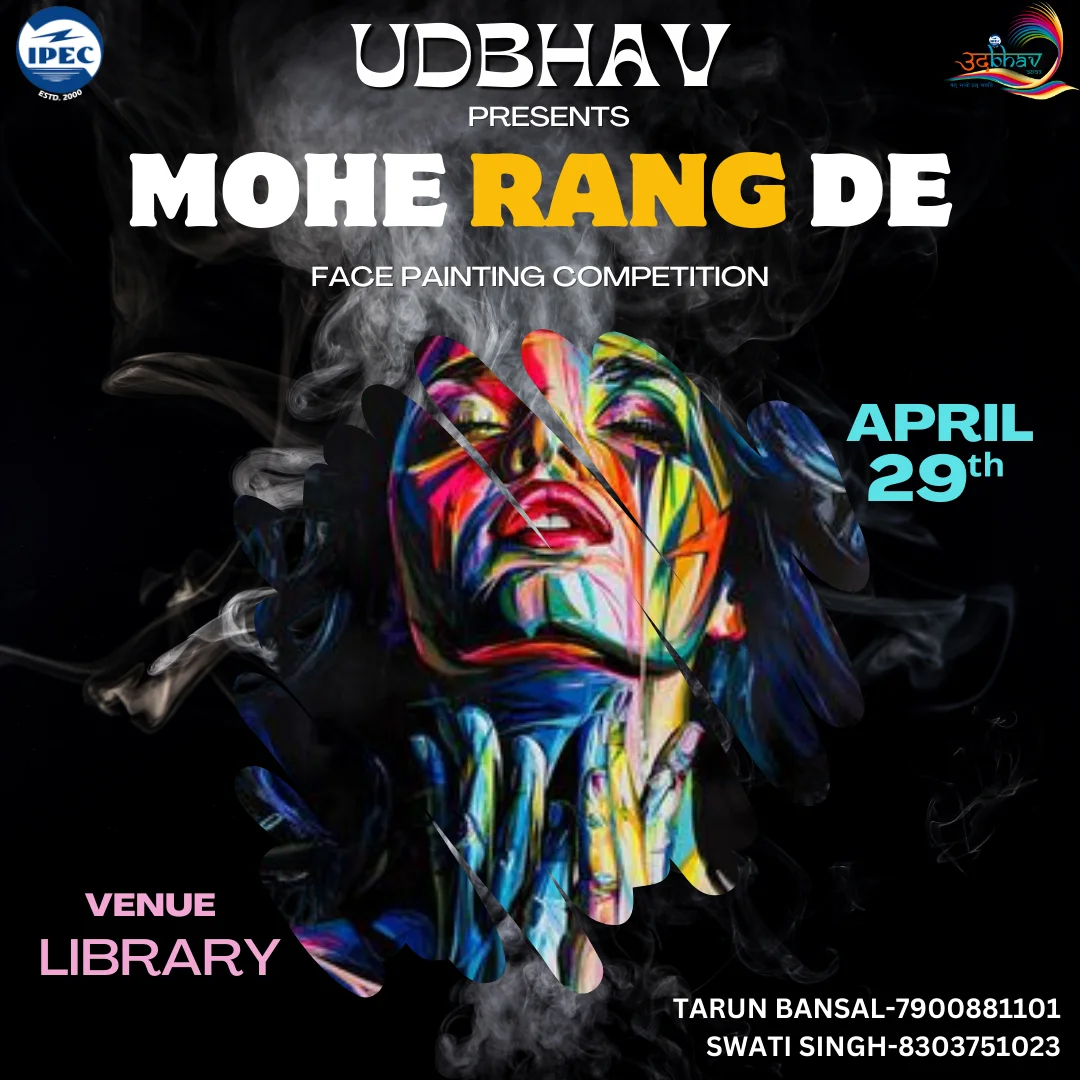 IPEC
ESTD. 2000
UDBHAV
उदbhav
PRESENTS
MOHE RANG DE
FACE PAINTING COMPETITION
APRIL
29th
VENUE
LIBRARY
TARUN BANSAL-7900881101
SWATI SINGH-8303751023